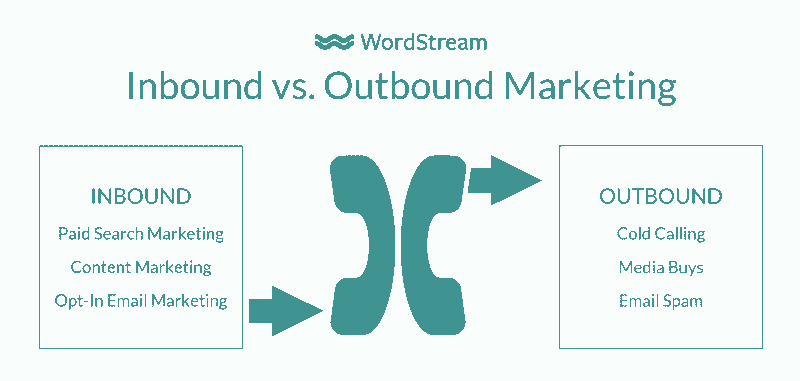 WordStream
Inbound vs. Outbound Marketing
INBOUND
Paid Search Marketing
Content Marketing
Opt-In Email Marketing
OUTBOUND
Cold Calling
Media Buys
Email Spam